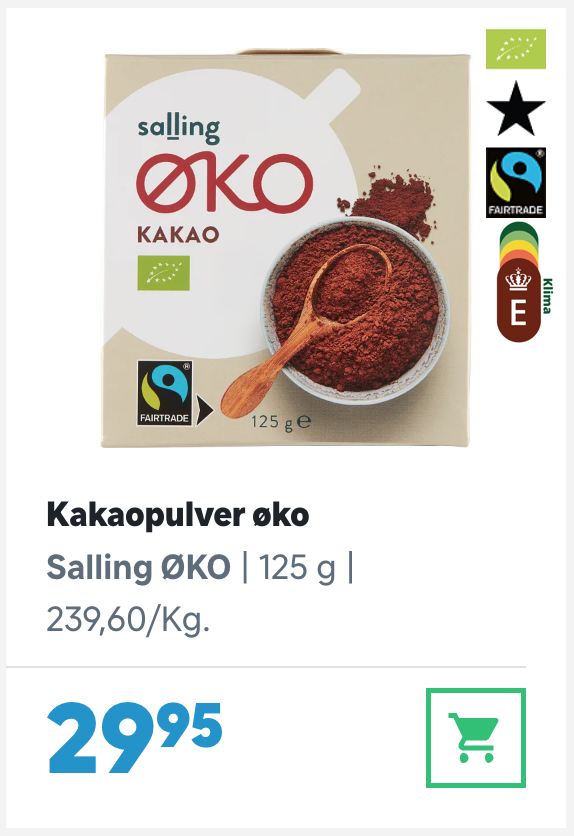 salling
ØKO
KAKAO
FAIRTRADE
125 g ℮
FAIRTRADE
E
Klima
Kakaopulver øko
Salling ØKO | 125 g |
239,60/Kg.
29⁹⁵